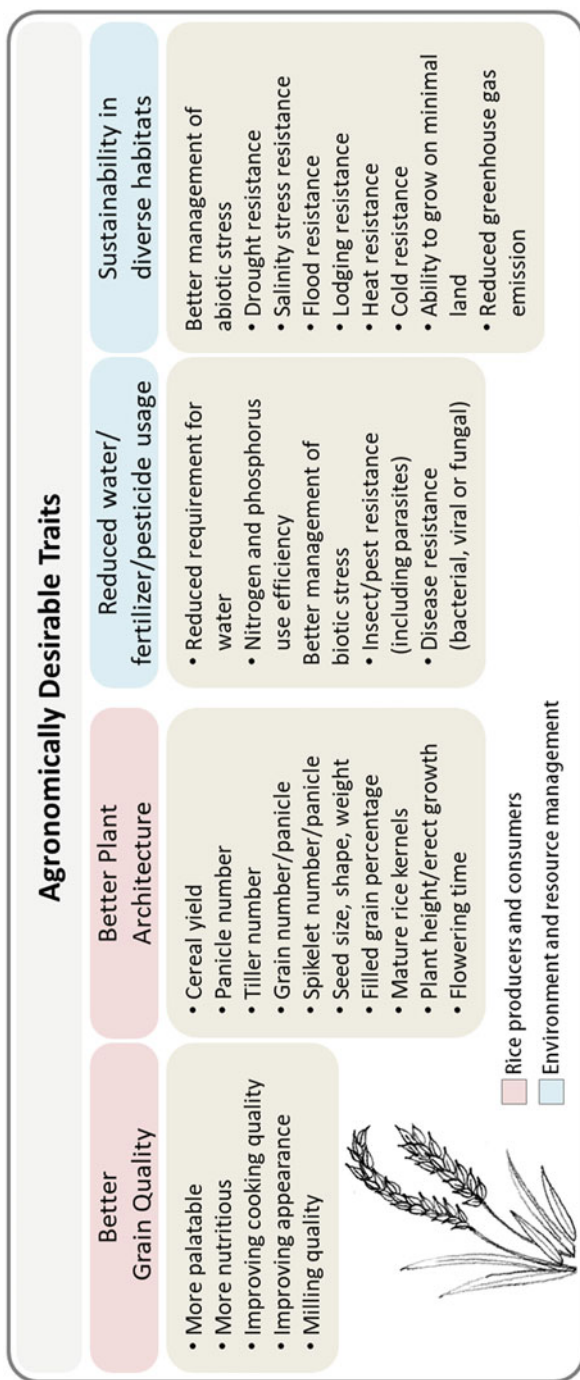 Agronomically Desirable Traits
Better
Grain Quality
• More palatable
• More nutritious
• Improving cooking quality
• Improving appearance
• Milling quality
Better Plant
Architecture
• Cereal yield
• Panicle number
• Tiller number
• Grain number/panicle
• Spikelet number/panicle
• Seed size, shape, weight
• Filled grain percentage
• Mature rice kernels
• Plant height/erect growth
• Flowering time
Reduced water/
fertilizer/pesticide usage
• Reduced requirement for
water
• Nitrogen and phosphorus
use efficiency
Better management of
biotic stress
• Insect/pest resistance
(including parasites)
• Disease resistance
(bacterial, viral or fungal)
Sustainability in
diverse habitats
Better management of
abiotic stress
• Drought resistance
• Salinity stress resistance
• Flood resistance
• Lodging resistance
• Heat resistance
• Cold resistance
• Ability to grow on minimal
land
• Reduced greenhouse gas
emission
Rice producers and consumers
Environment and resource management